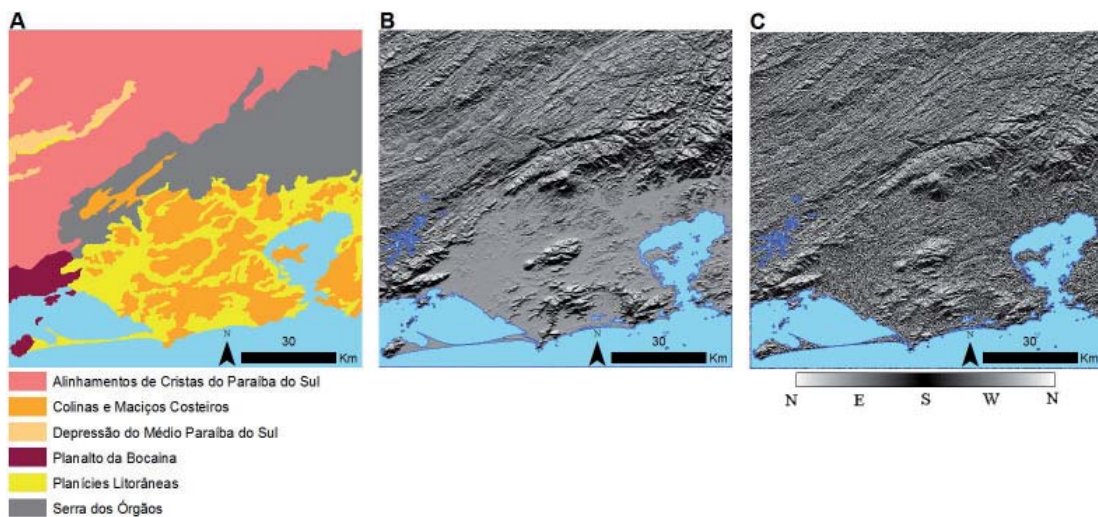 A
B
C
N
30
Km
N
30
Km
N
30
Km
N E S W N
Alinhamentos de Cristas do Paraíba do Sul
Colinas e Maciços Costeiros
Depressão do Médio Paraíba do Sul
Planalto da Bocaina
Planícies Litorâneas
Serra dos Órgãos